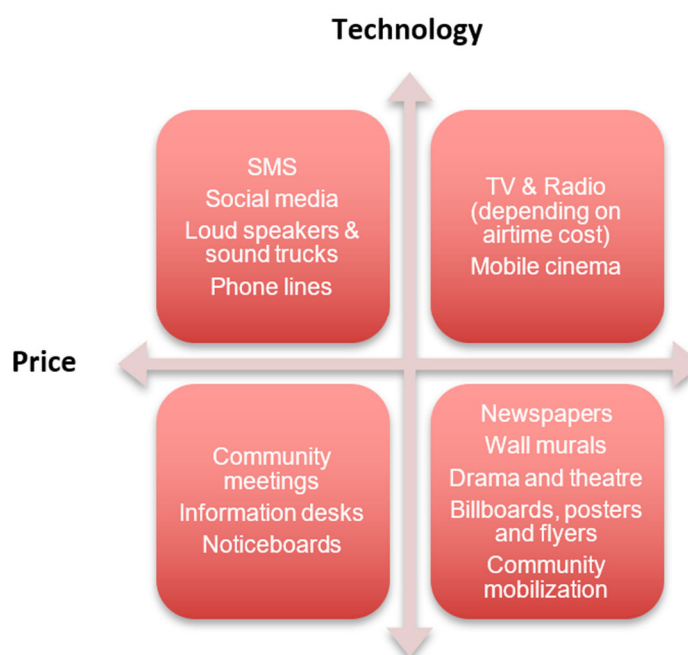 Technology
SMS
Social media
Loud speakers &
sound trucks
Phone lines
TV & Radio
(depending on
airtime cost)
Mobile cinema
Price
Community
meetings
Information desks
Noticeboards
Newspapers
Wall murals
Drama and theatre
Billboards, posters
and flyers
Community
mobilization